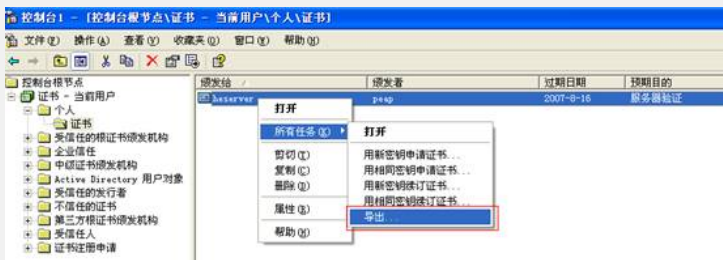 控制台1 - [控制台根节点\证书 - 当前用户\个人\证书]
文件(F) 操作(A) 查看(V) 收藏夹(O) 窗口(W) 帮助(H)
控制台根节点
证书 - 当前用户
个人
证书
受信任的根证书颁发机构
企业信任
中级证书颁发机构
Active Directory 用户对象
受信任的发行者
不信任的证书
第三方根证书颁发机构
受信任人
证书注册申请
颁发给 颁发者 过期日期 预期目的
hxserver peap 2007-8-16 服务器验证
打开
所有任务(K)
剪切(T)
复制(C)
删除(D)
属性(R)
帮助(H)
打开
用新密钥申请证书...
用相同密钥申请证书...
用新密钥续订证书...
用相同密钥续订证书...
导出...